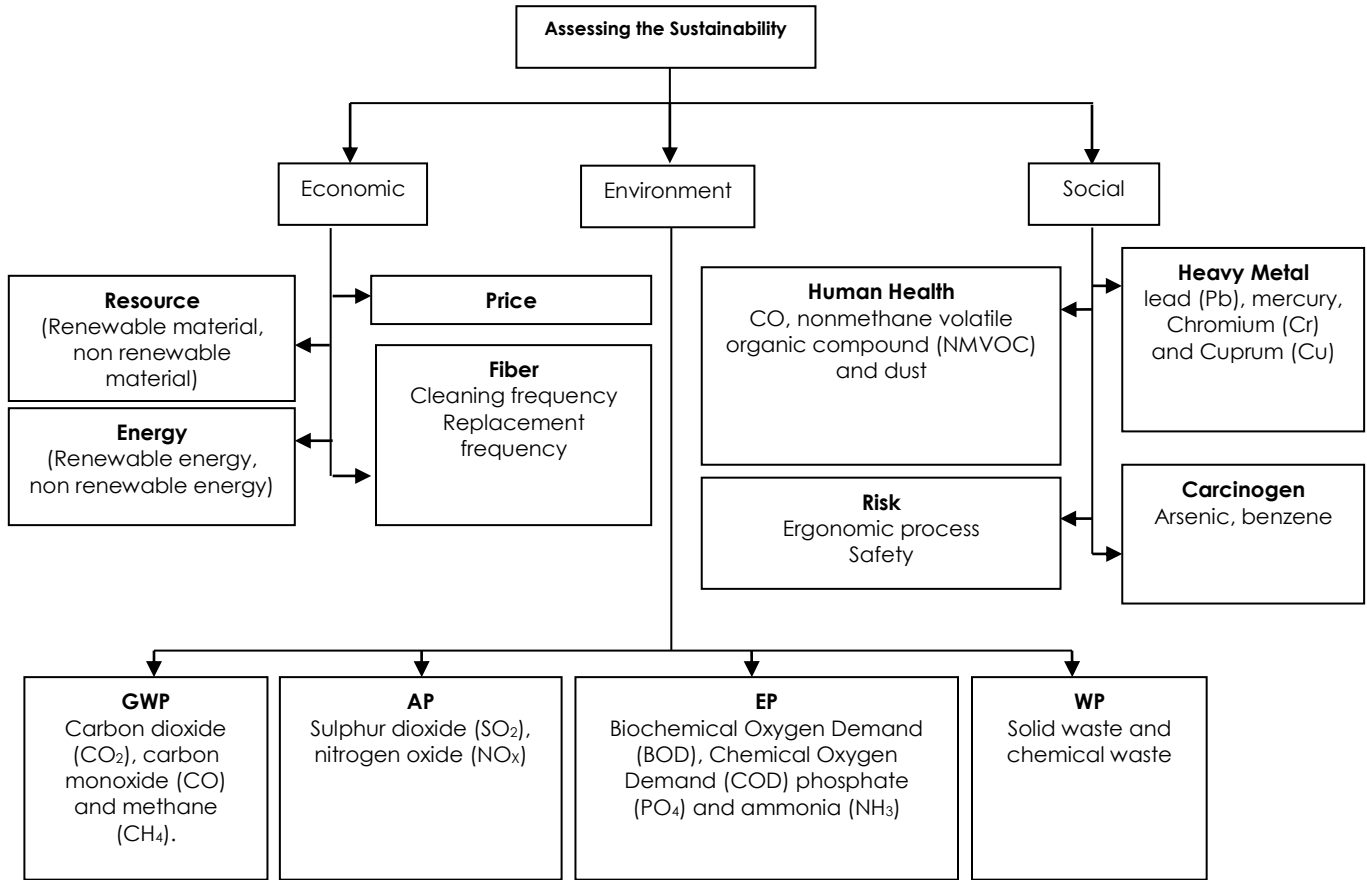 Assessing the Sustainability
Economic
Environment
Social
Resource
(Renewable material,
non renewable
material)
Energy
(Renewable energy,
non renewable energy)
Price
Fiber
Cleaning frequency
Replacement
frequency
Human Health
CO, nonmethane volatile
organic compound (NMVOC)
and dust
Risk
Ergonomic process
Safety
Heavy Metal
lead (Pb), mercury,
Chromium (Cr)
and Cuprum (Cu)
Carcinogen
Arsenic, benzene
GWP
Carbon dioxide
(CO₂), carbon
monoxide (CO)
and methane
(CH₄).
AP
Sulphur dioxide (SO₂),
nitrogen oxide (NOₓ)
EP
Biochemical Oxygen Demand
(BOD), Chemical Oxygen
Demand (COD) phosphate
(PO₄) and ammonia (NH₃)
WP
Solid waste and
chemical waste